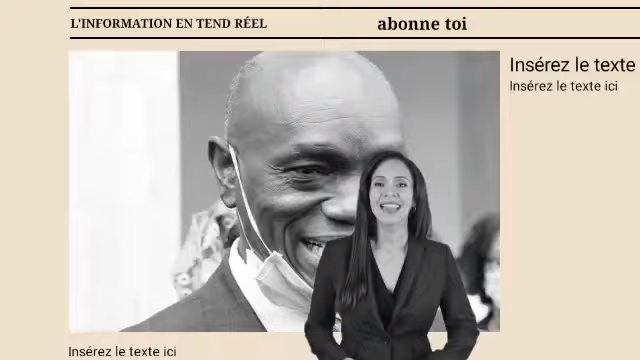 L'INFORMATION EN TEND RÉEL
abonne toi
Insérez le texte
Insérez le texte ici
Insérez le texte ici